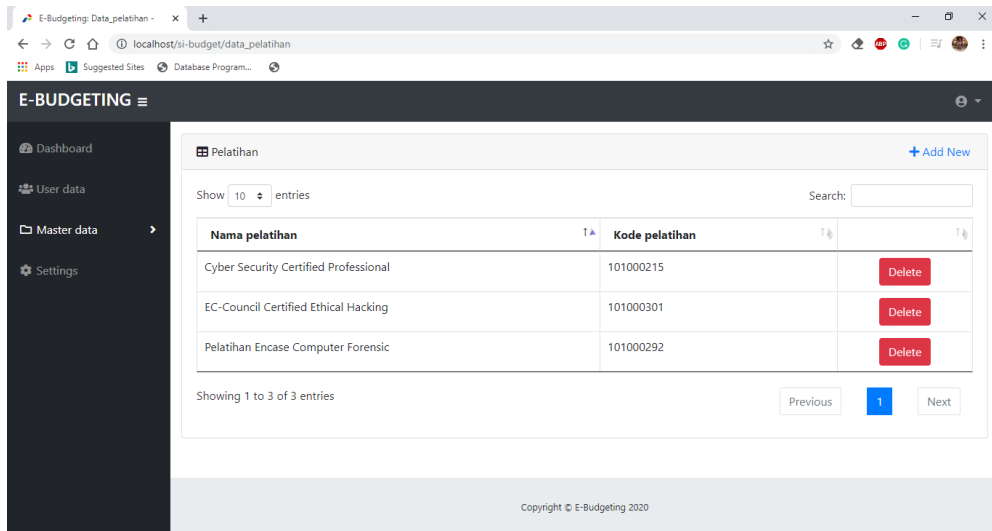 E-Budgeting: Data_pelatihan -
localhost/si-budget/data_pelatihan
ABP
G
Apps Suggested Sites Database Program...
E-BUDGETING
Dashboard
User data
Master data
Settings
Pelatihan Add New
Show 10 entries Search:
Nama pelatihan Kode pelatihan
Cyber Security Certified Professional 101000215 Delete
EC-Council Certified Ethical Hacking 101000301 Delete
Pelatihan Encase Computer Forensic 101000292 Delete
Showing 1 to 3 of 3 entries Previous 1 Next
Copyright © E-Budgeting 2020